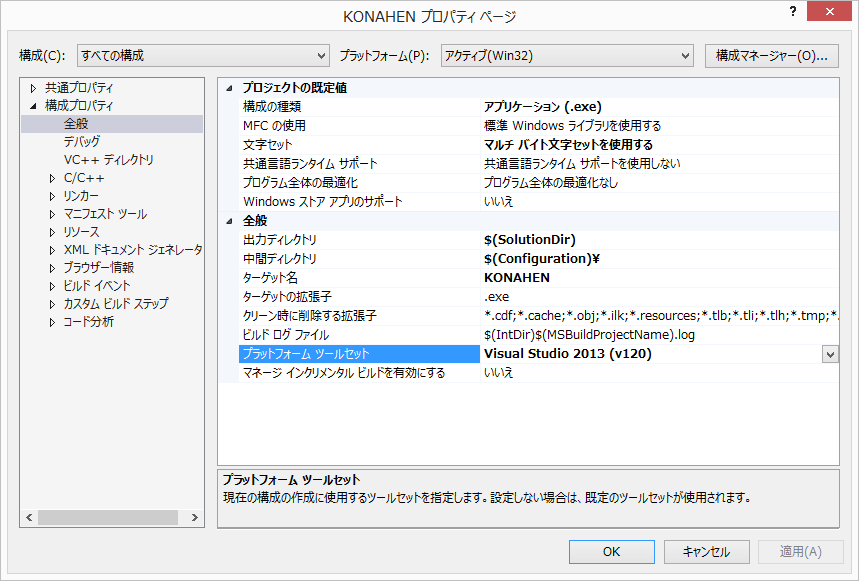 KONAHEN プロパティ ページ
? ×
構成(C): すべての構成 プラットフォーム(P): アクティブ(Win32) 構成マネージャー(O)...
共通プロパティ
構成プロパティ
全般
デバッグ
VC++ ディレクトリ
C/C++
リンカー
マニフェスト ツール
リソース
XML ドキュメント ジェネレータ
ブラウザー情報
ビルド イベント
カスタム ビルド ステップ
コード分析
プロジェクトの既定値
構成の種類 アプリケーション (.exe)
MFC の使用 標準 Windows ライブラリを使用する
文字セット マルチ バイト文字セットを使用する
共通言語ランタイム サポート 共通言語ランタイム サポートを使用しない
プログラム全体の最適化 プログラム全体の最適化なし
Windows ストア アプリのサポート いいえ
全般
出力ディレクトリ $(SolutionDir)
中間ディレクトリ $(Configuration)¥
ターゲット名 KONAHEN
ターゲットの拡張子 .exe
クリーン時に削除する拡張子 *.cdf;*.cache;*.obj;*.ilk;*.resources;*.tlb;*.tli;*.tlh;*.tmp;*.
ビルド ログ ファイル $(IntDir)$(MSBuildProjectName).log
プラットフォーム ツールセット Visual Studio 2013 (v120)
マネージ インクリメンタル ビルドを有効にする いいえ
プラットフォーム ツールセット
現在の構成の作成に使用するツールセットを指定します。設定しない場合は、既定のツールセットが使用されます。
OK キャンセル 適用(A)